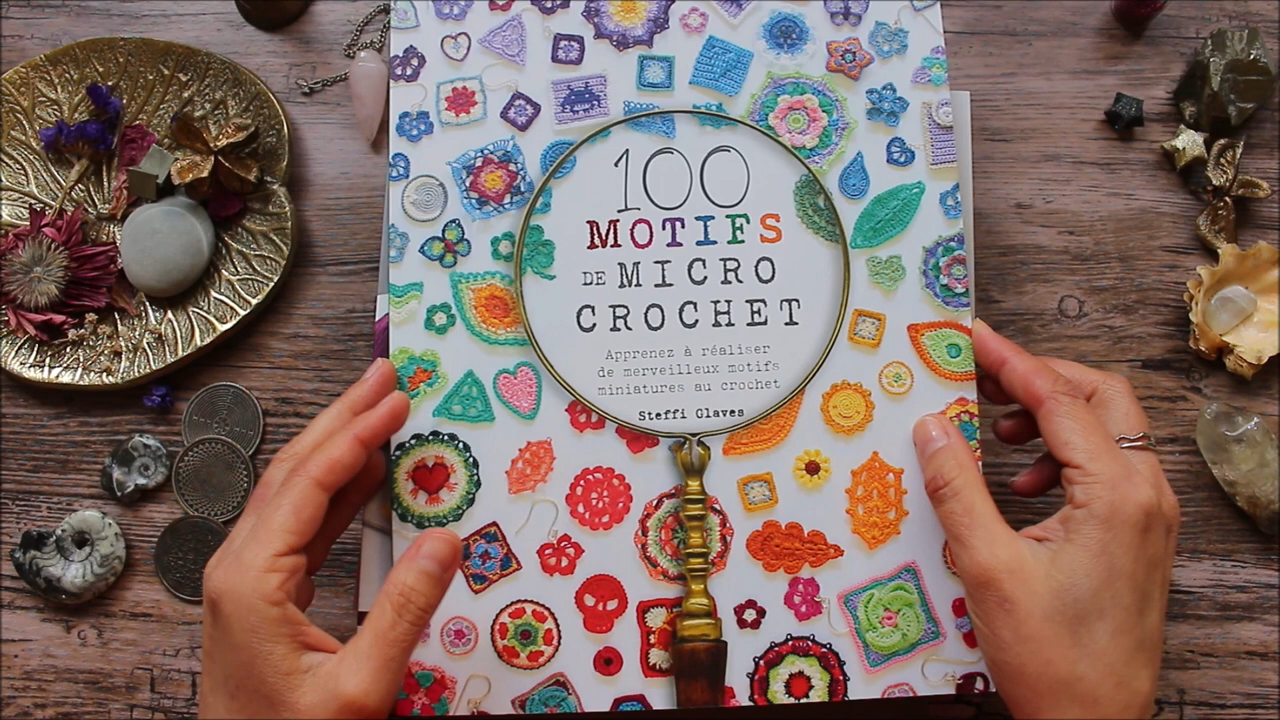 100
MOTIFS
DE MICRO
CROCHET
Apprenez à réaliser
de merveilleux motifs
miniatures au crochet
Steffi Glaves